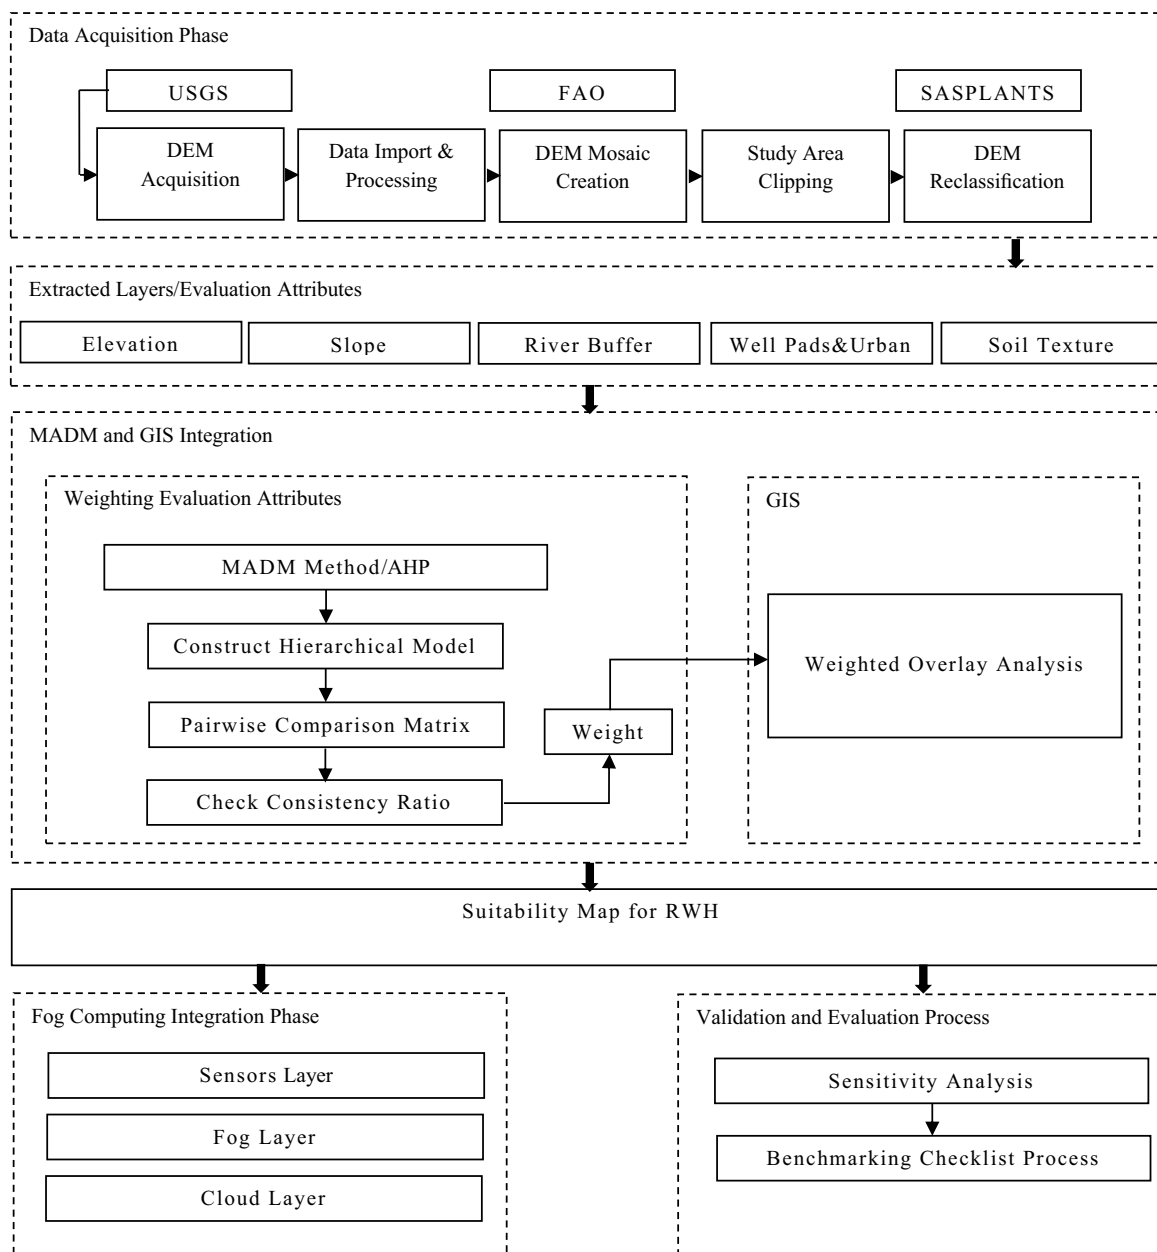 Data Acquisition Phase
USGS
FAO
SASPLANTS
DEM
Acquisition
Data Import &
Processing
DEM Mosaic
Creation
Study Area
Clipping
DEM
Reclassification
Extracted Layers/Evaluation Attributes
Elevation
Slope
River Buffer
Well Pads&Urban
Soil Texture
MADM and GIS Integration
Weighting Evaluation Attributes
MADM Method/AHP
Construct Hierarchical Model
Pairwise Comparison Matrix
Check Consistency Ratio
Weight
GIS
Weighted Overlay Analysis
Suitability Map for RWH
Fog Computing Integration Phase
Sensors Layer
Fog Layer
Cloud Layer
Validation and Evaluation Process
Sensitivity Analysis
Benchmarking Checklist Process